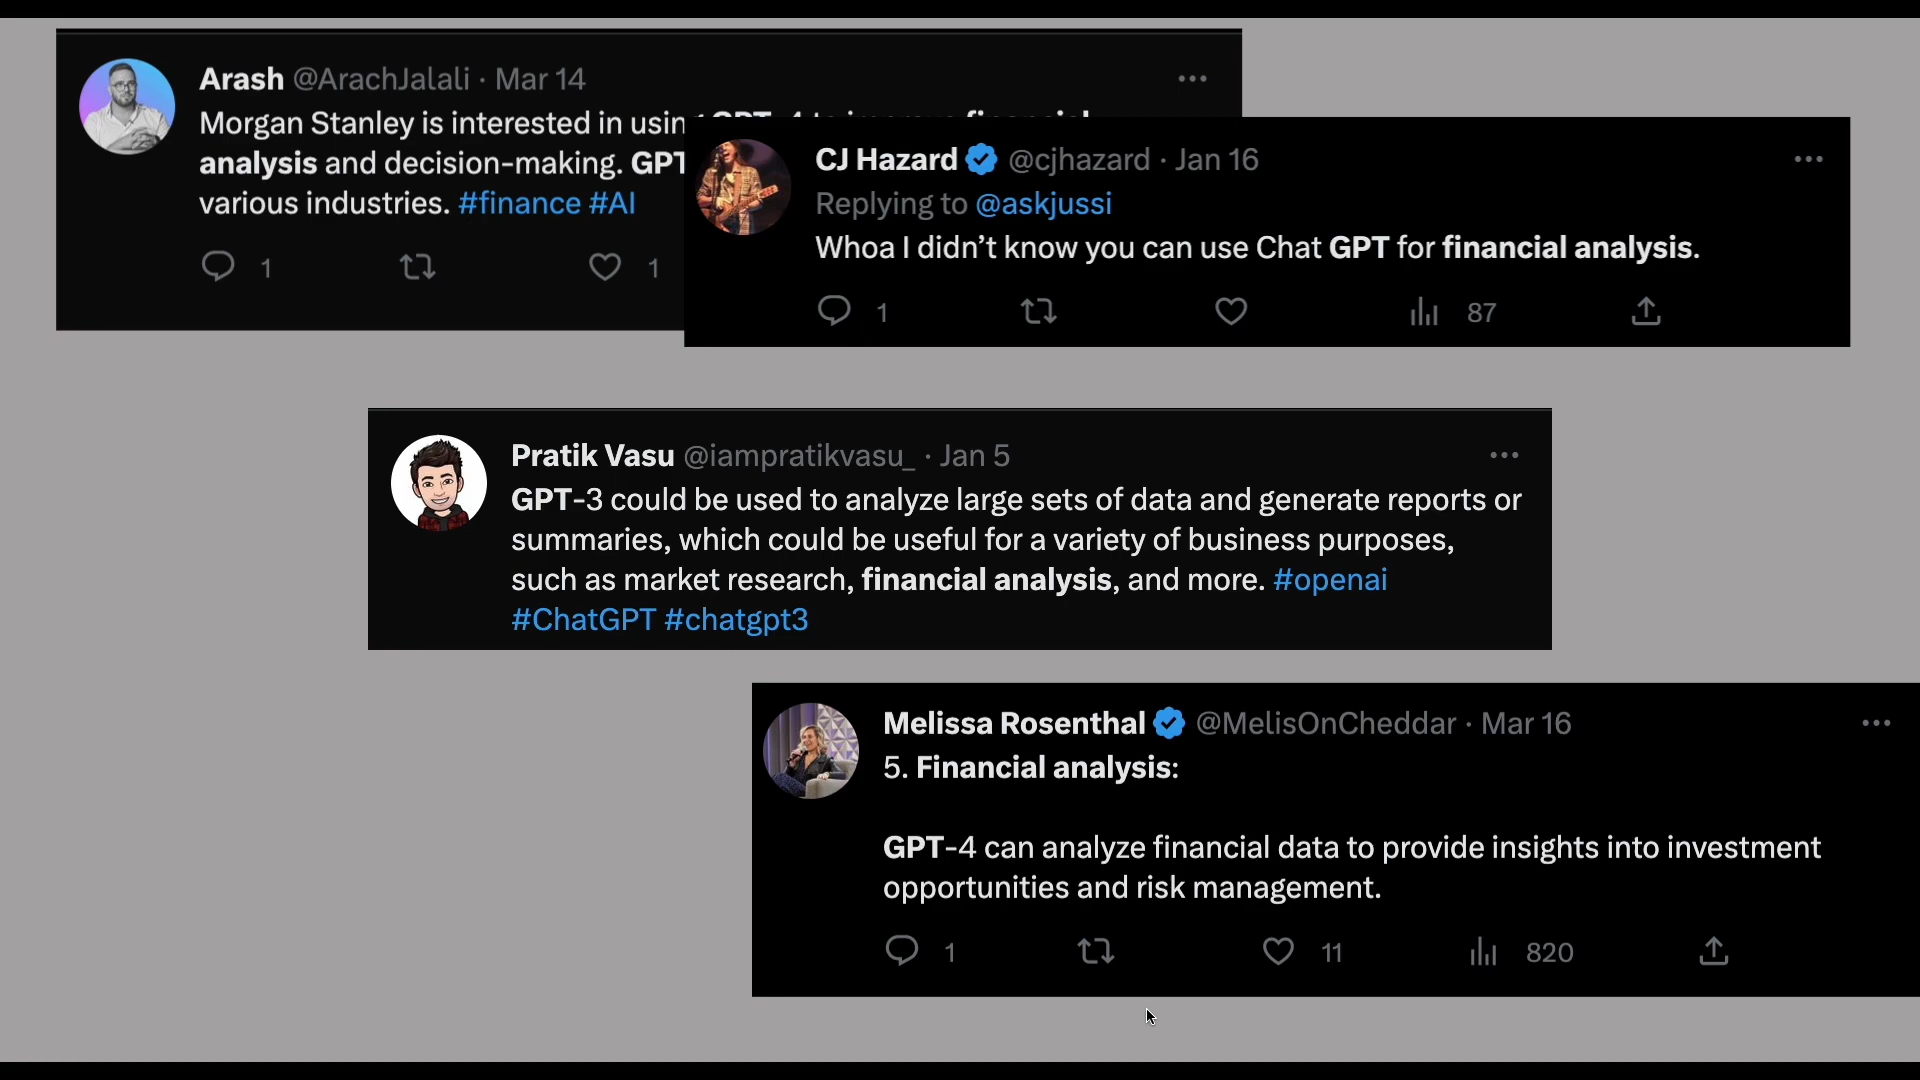 Arash @ArachJalali · Mar 14
Morgan Stanley is interested in using GPT-4 to improve financial
analysis and decision-making. GPT
various industries. #finance #AI
1 1
CJ Hazard @cjhazard · Jan 16
Replying to @askjussi
Whoa I didn’t know you can use Chat GPT for financial analysis.
1 87
Pratik Vasu @iampratikvasu_ · Jan 5
GPT-3 could be used to analyze large sets of data and generate reports or
summaries, which could be useful for a variety of business purposes,
such as market research, financial analysis, and more. #openai
#ChatGPT #chatgpt3
Melissa Rosenthal @MelisOnCheddar · Mar 16
5. Financial analysis:
GPT-4 can analyze financial data to provide insights into investment
opportunities and risk management.
1 11 820